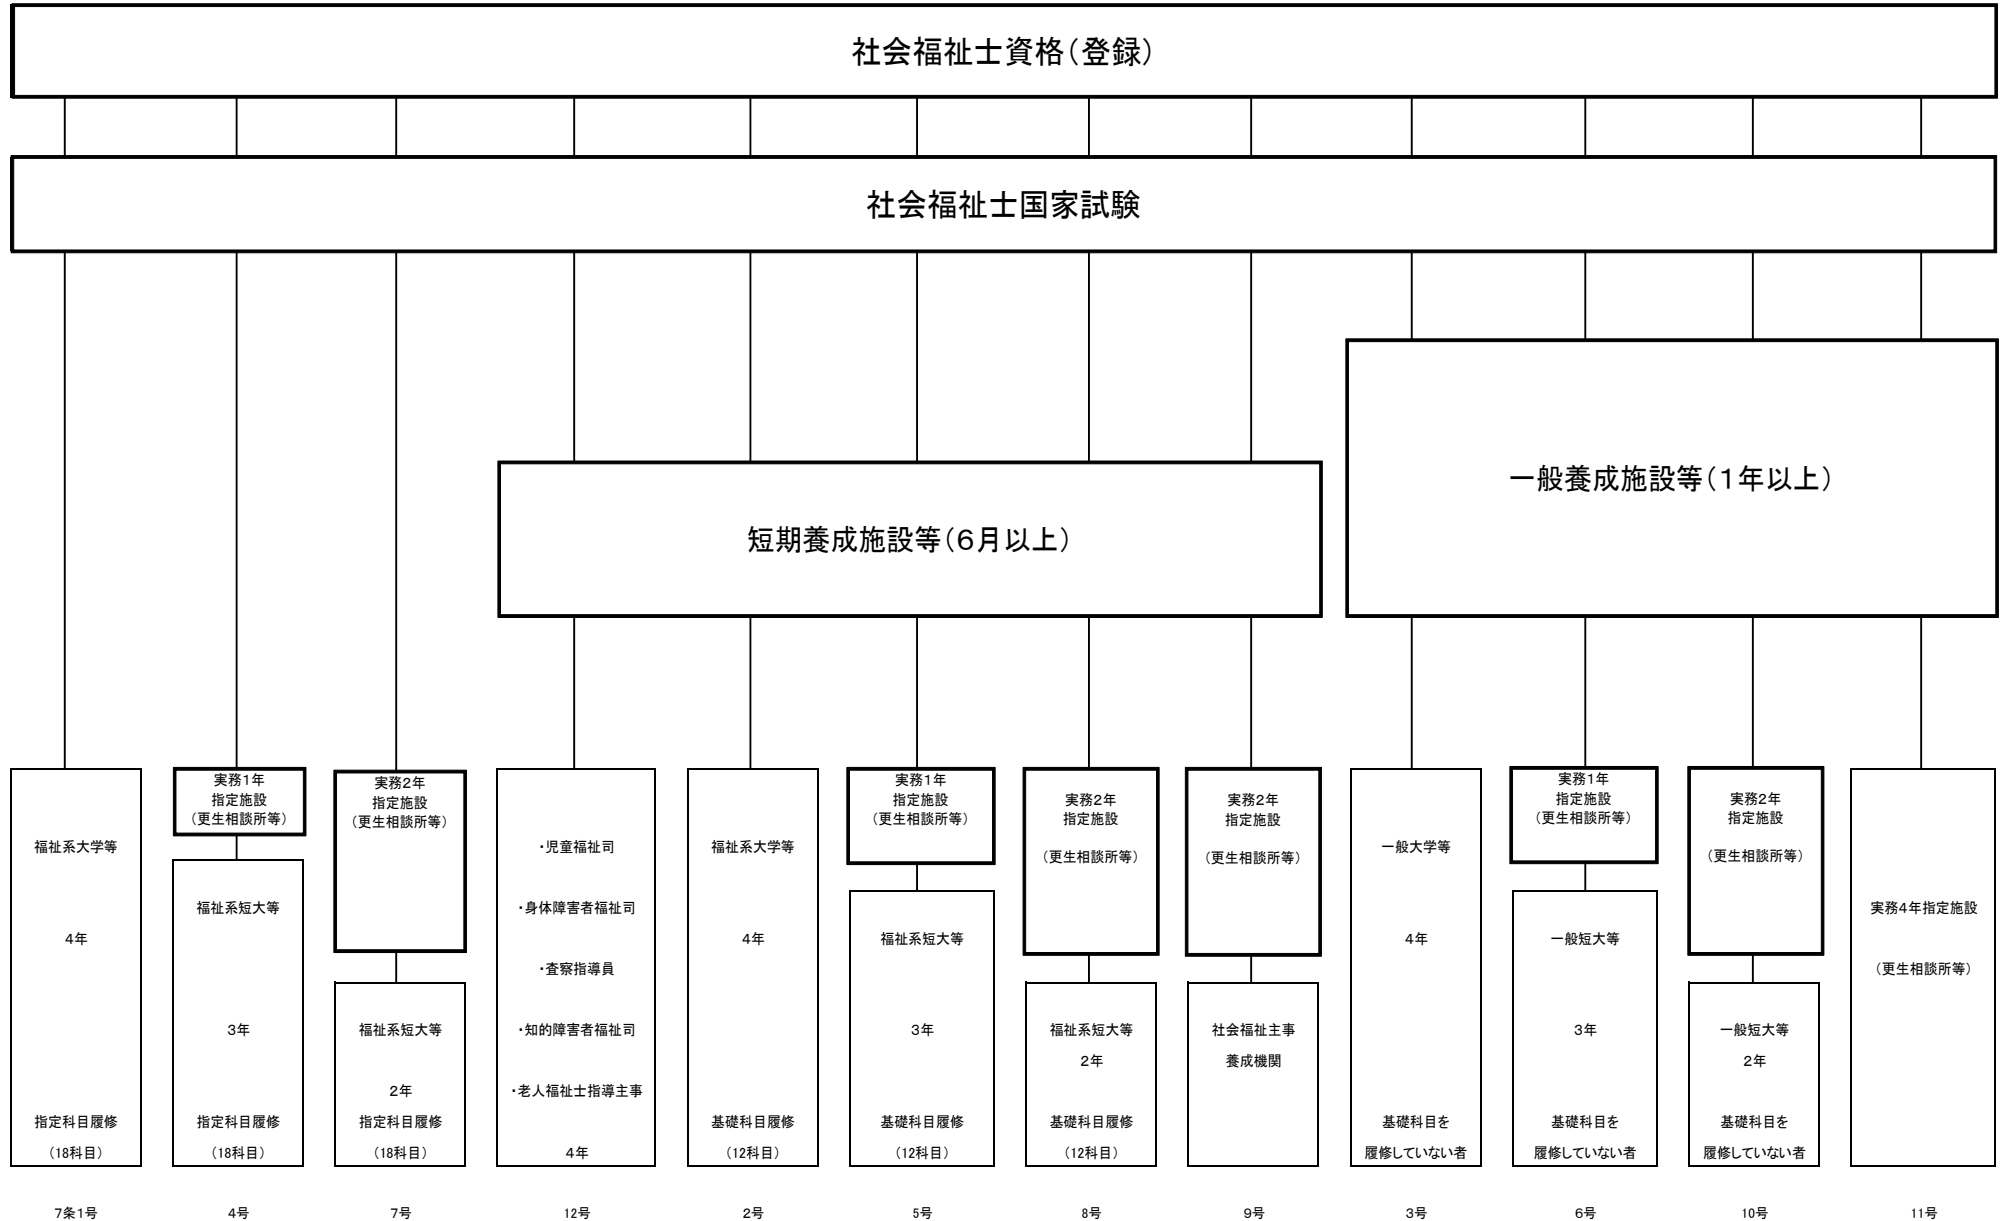 社会福祉士資格(登録)
社会福祉士国家試験
一般養成施設等(1年以上)
短期養成施設等(6月以上)
福祉系大学等
4年
指定科目履修
(18科目)
7条1号
実務1年
指定施設
(更生相談所等)
福祉系短大等
3年
指定科目履修
(18科目)
4号
実務2年
指定施設
(更生相談所等)
福祉系短大等
2年
指定科目履修
(18科目)
7号
・児童福祉司
・身体障害者福祉司
・査察指導員
・知的障害者福祉司
・老人福祉士指導主事
4年
12号
福祉系大学等
4年
基礎科目履修
(12科目)
2号
実務1年
指定施設
(更生相談所等)
福祉系短大等
3年
基礎科目履修
(12科目)
5号
実務2年
指定施設
(更生相談所等)
福祉系短大等
2年
基礎科目履修
(12科目)
8号
実務2年
指定施設
(更生相談所等)
社会福祉主事
養成機関
9号
一般大学等
4年
基礎科目を
履修していない者
3号
実務1年
指定施設
(更生相談所等)
一般短大等
3年
基礎科目を
履修していない者
6号
実務2年
指定施設
(更生相談所等)
一般短大等
2年
基礎科目を
履修していない者
10号
実務4年指定施設
(更生相談所等)
11号